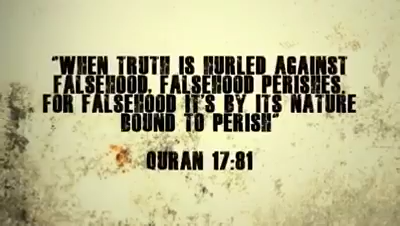 "WHEN TRUTH IS HURLED AGAINST
FALSEHOOD, FALSEHOOD PERISHES,
FOR FALSEHOOD IT'S BY ITS NATURE
BOUND TO PERISH"
QURAN 17:81